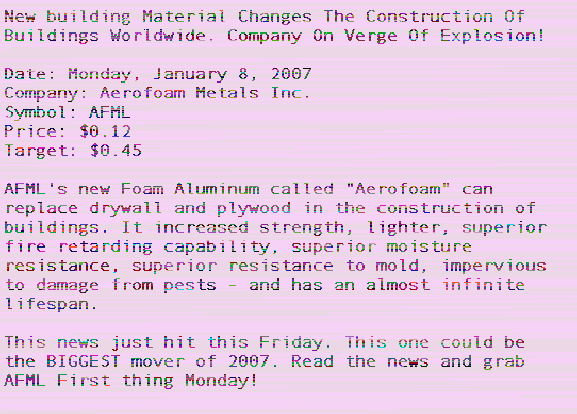 New building Material Changes The Construction Of
Buildings Worldwide. Company On Verge Of Explosion!
Date: Monday, January 8, 2007
Company: Aerofoam Metals Inc.
Symbol: AFML
Price: $0.12
Target: $0.45
AFML's new Foam Aluminum called "Aerofoam" can
replace drywall and plywood in the construction of
buildings. It increased strength, lighter, superior
fire retarding capability, superior moisture
resistance, superior resistance to mold, impervious
to damage from pests - and has an almost infinite
lifespan.
This news just hit this Friday. This one could be
the BIGGEST mover of 2007. Read the news and grab
AFML First thing Monday!